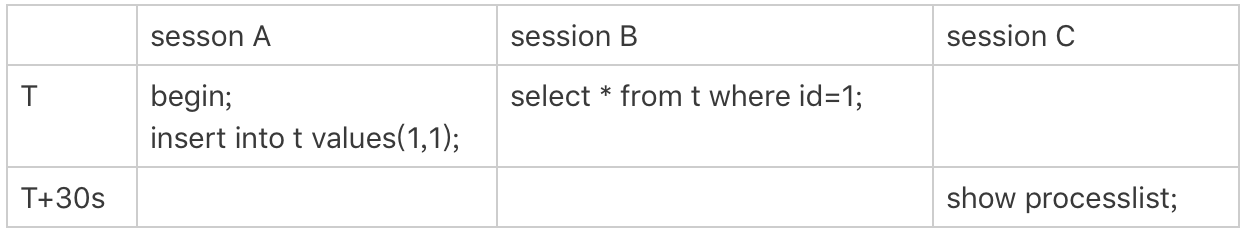 sesson A
session B
session C
T
begin;
insert into t values(1,1);
select * from t where id=1;
T+30s
show processlist;